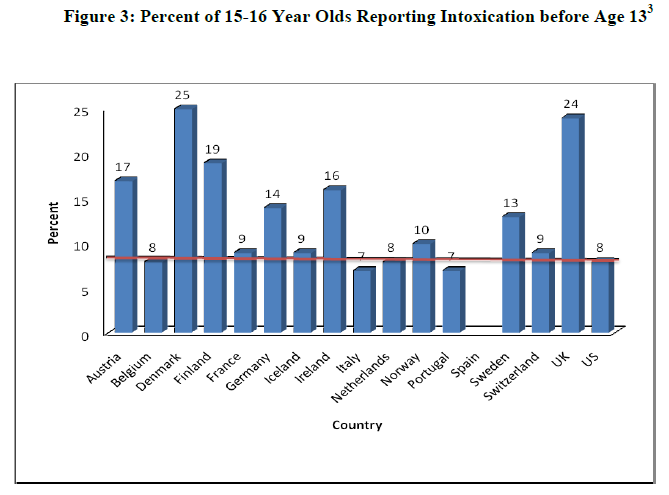 Figure 3: Percent of 15-16 Year Olds Reporting Intoxication before Age 133
25
20
15
10
5
0
Percent
17
8
25
19
9
14
9
16
7
8
10
7
13
9
24
8
Austria
Belgium
Denmark
Finland
France
Germany
Iceland
Ireland
Italy
Netherlands
Norway
Portugal
Spain
Sweden
Switzerland
UK
US
Country